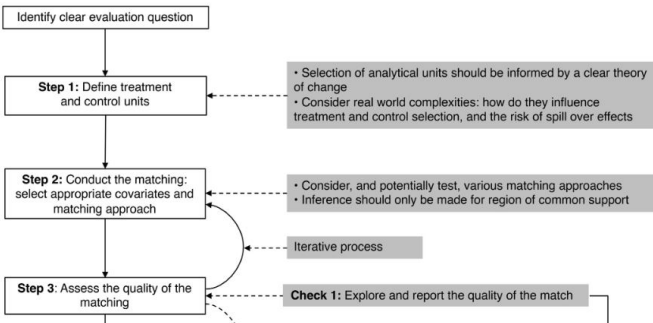 Identify clear evaluation question
Step 1: Define treatment
and control units
• Selection of analytical units should be informed by a clear theory
of change
• Consider real world complexities: how do they influence
treatment and control selection, and the risk of spill over effects
Step 2: Conduct the matching:
select appropriate covariates and
matching approach
• Consider, and potentially test, various matching approaches
• Inference should only be made for region of common support
Iterative process
Step 3: Assess the quality of the
matching
Check 1: Explore and report the quality of the match